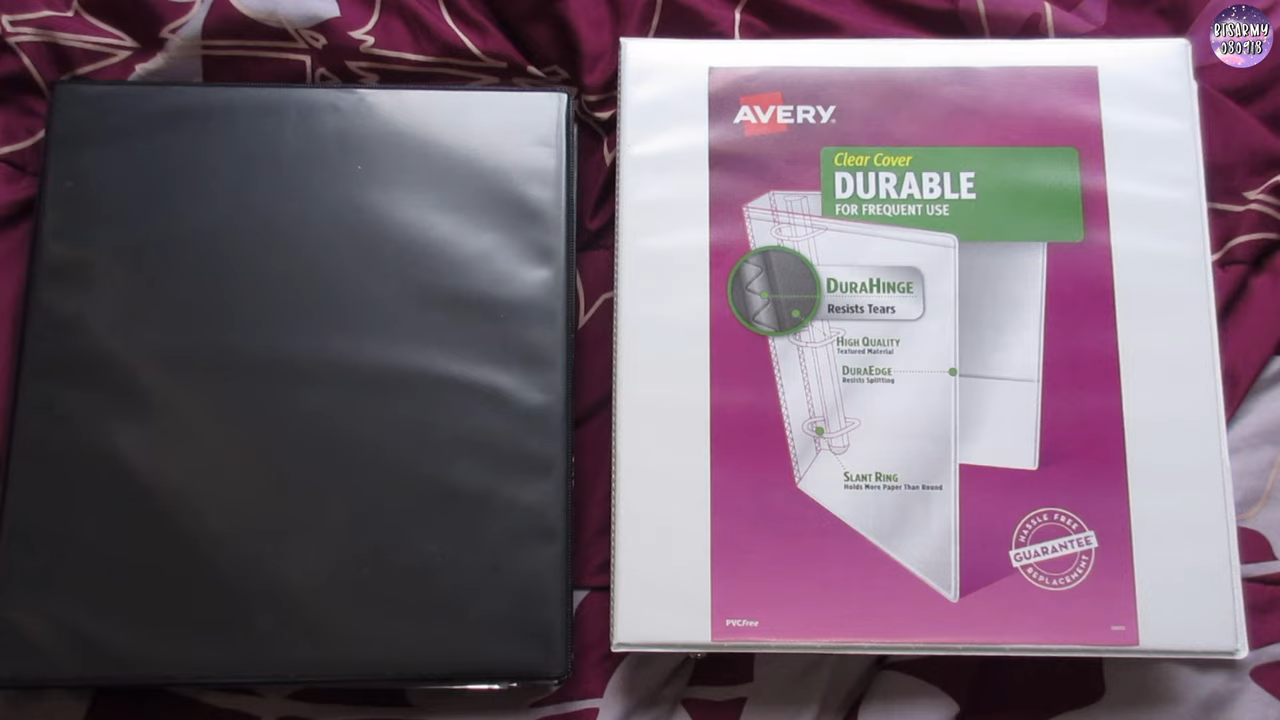 BTSARMY
080918
AVERY
Clear Cover
DURABLE
FOR FREQUENT USE
DURAHINGE
Resists Tears
HIGH QUALITY
Textured Material
DURAEDGE
Resists Splitting
SLANT RING
Holds More Paper Than Round
HASSLE FREE
GUARANTEE
REPLACEMENT
PVCfree